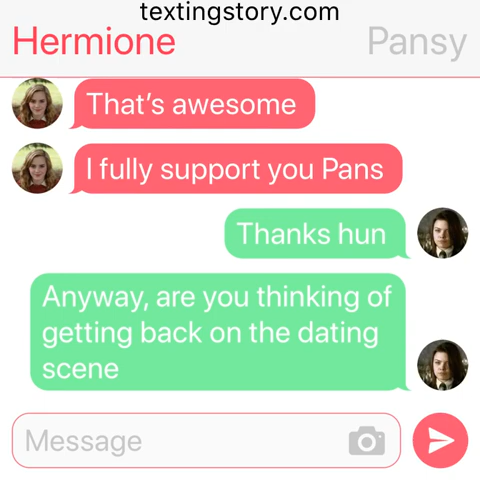 textingstory.com
Hermione Pansy
That’s awesome
I fully support you Pans
Thanks hun
Anyway, are you thinking of
getting back on the dating
scene
Message